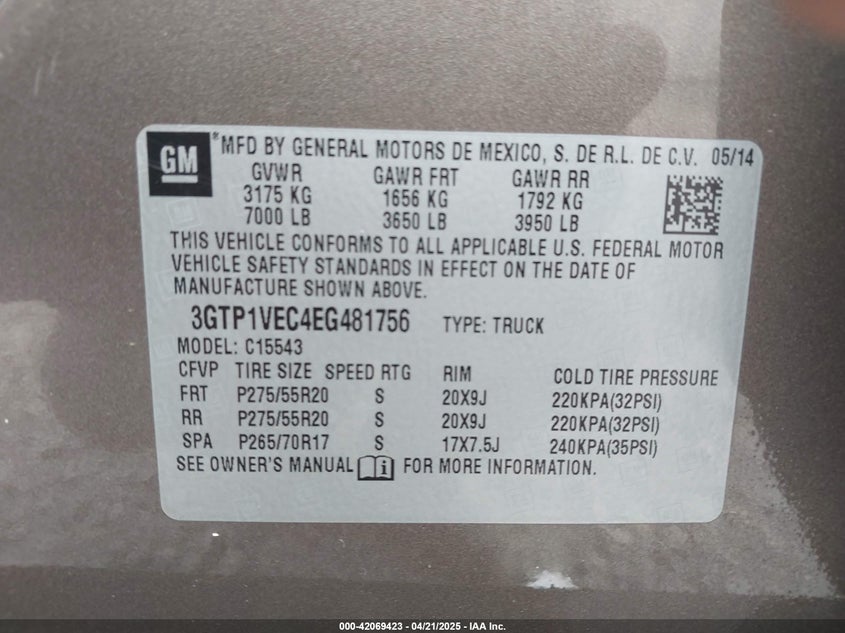 GM
*MFD BY GENERAL MOTORS DE MEXICO, S. DE R.L. DE C.V. 05/14
GVWR GAWR FRT GAWR RR
3175 KG 1656 KG 1792 KG
7000 LB 3650 LB 3950 LB
THIS VEHICLE CONFORMS TO ALL APPLICABLE U.S. FEDERAL MOTOR
VEHICLE SAFETY STANDARDS IN EFFECT ON THE DATE OF
MANUFACTURE SHOWN ABOVE.
3GTP1VEC4EG481756 TYPE: TRUCK
MODEL: C15543
CFVP TIRE SIZE SPEED RTG RIM COLD TIRE PRESSURE
FRT P275/55R20 S 20X9J 220KPA(32PSI)
RR P275/55R20 S 20X9J 220KPA(32PSI)
SPA P265/70R17 S 17X7.5J 240KPA(35PSI)
SEE OWNER'S MANUAL i FOR MORE INFORMATION.
000-42069423 - 04/21/2025 - IAA Inc.